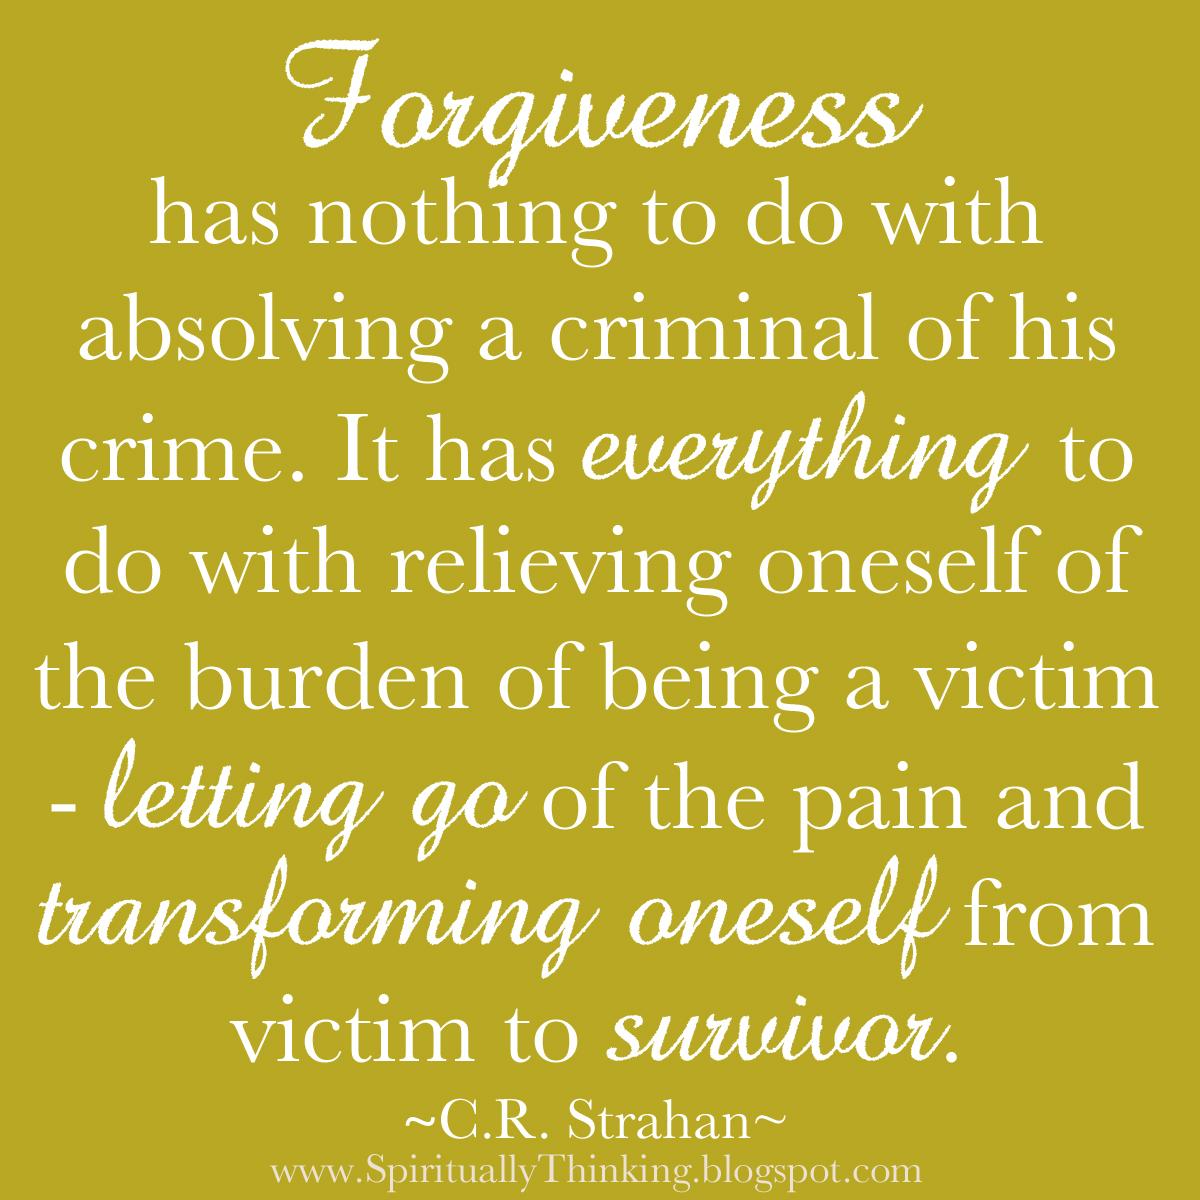 Forgiveness
has nothing to do with
absolving a criminal of his
crime. It has everything to
do with relieving oneself of
the burden of being a victim
- letting go of the pain and
transforming oneself from
victim to survivor.
~C.R. Strahan~
www.SpirituallyThinking.blogspot.com